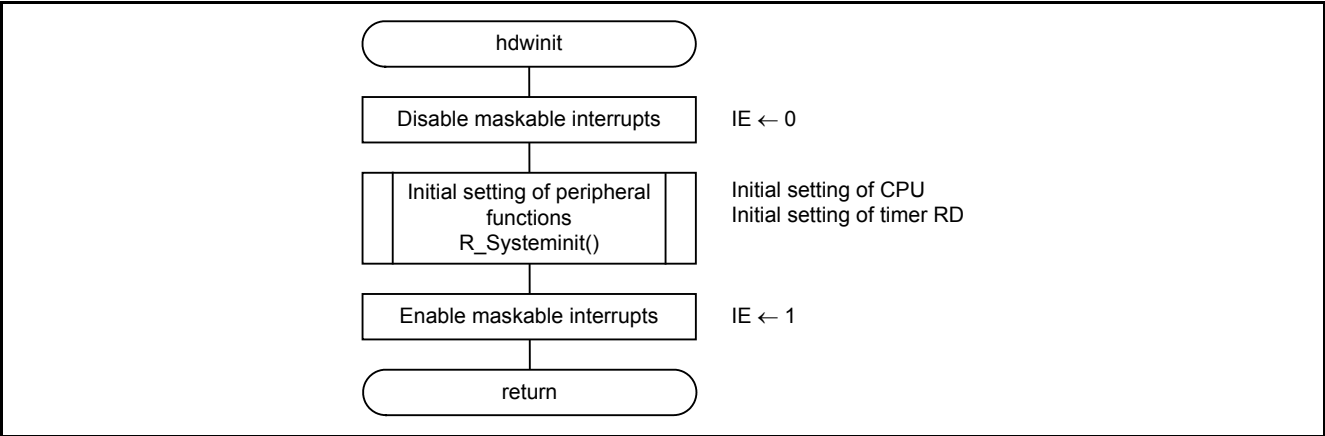 hdwinit
Disable maskable interrupts
IE ← 0
Initial setting of peripheral
functions
R_Systeminit()
Initial setting of CPU
Initial setting of timer RD
Enable maskable interrupts
IE ← 1
return